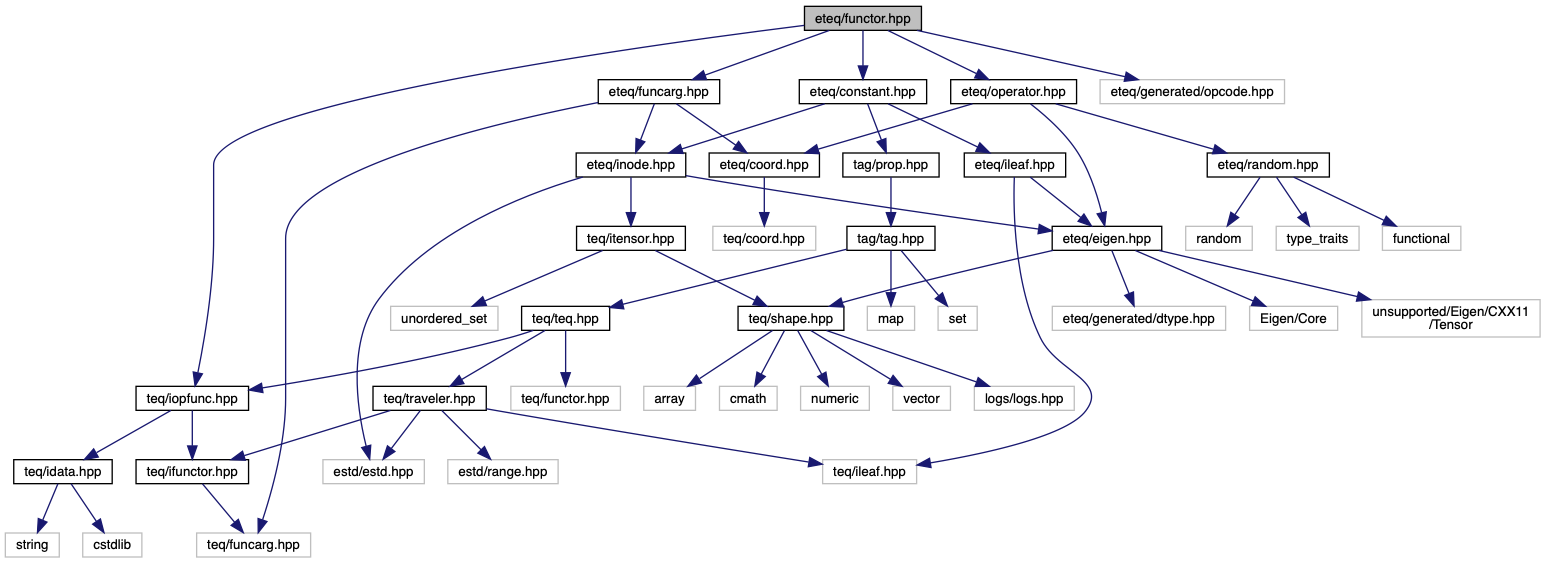 eteq/functor.hpp
eteq/funcarg.hpp
eteq/constant.hpp
eteq/operator.hpp
eteq/generated/opcode.hpp
eteq/inode.hpp
eteq/coord.hpp
tag/prop.hpp
eteq/ileaf.hpp
eteq/random.hpp
teq/itensor.hpp
teq/coord.hpp
tag/tag.hpp
eteq/eigen.hpp
random
type_traits
functional
unordered_set
teq/teq.hpp
teq/shape.hpp
map
set
eteq/generated/dtype.hpp
Eigen/Core
unsupported/Eigen/CXX11
/Tensor
teq/iopfunc.hpp
teq/traveler.hpp
teq/functor.hpp
array
cmath
numeric
vector
logs/logs.hpp
teq/idata.hpp
teq/ifunctor.hpp
estd/estd.hpp
estd/range.hpp
teq/ileaf.hpp
string
cstdlib
teq/funcarg.hpp